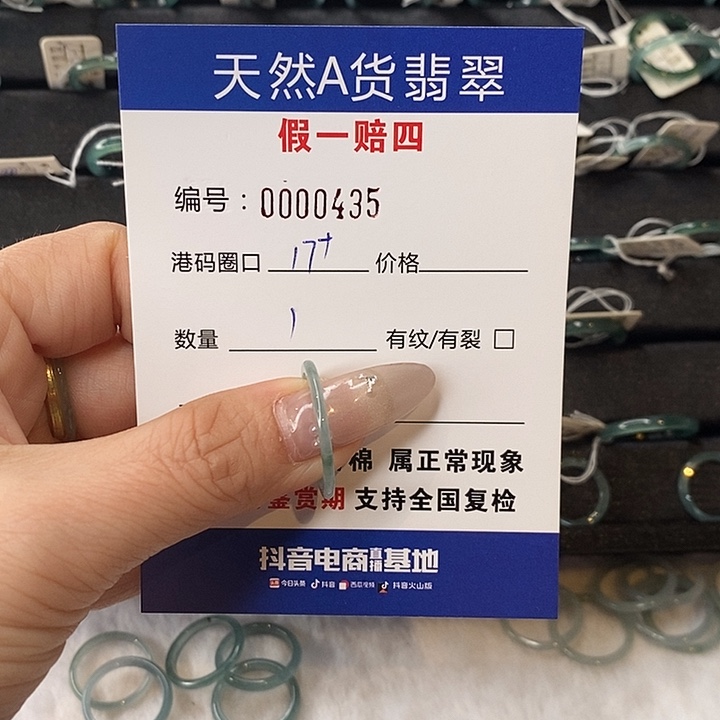 天然A货翡翠
假一赔四
编号：0000435
港码圈口 17+ 价格
数量 1 有纹/有裂 □
棉 属正常现象
鉴赏期 支持全国复检
抖音电商直播基地
今日头条 抖音 西瓜视频 抖音火山版